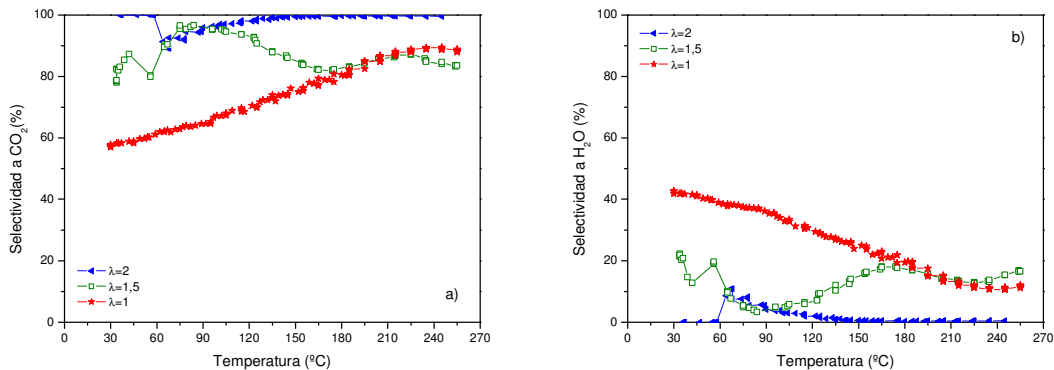 100
80
60
40
20
0
Selectividad a CO2 (%)
λ=2
λ=1,5
λ=1
a)
0 30 60 90 120 150 180 210 240 270
Temperatura (ºC)
100
80
60
40
20
0
Selectividad a H2O (%)
λ=2
λ=1,5
λ=1
b)
0 30 60 90 120 150 180 210 240 270
Temperatura (ºC)